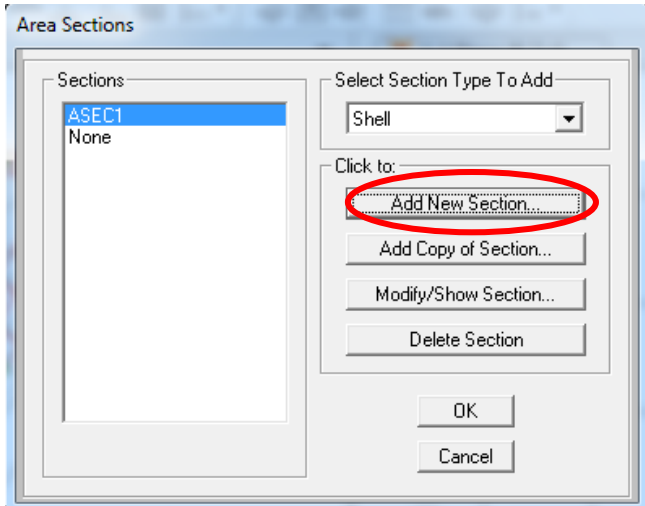 Area Sections
Sections
ASEC1
None
Select Section Type To Add
Shell
Click to:
Add New Section...
Add Copy of Section...
Modify/Show Section...
Delete Section
OK
Cancel